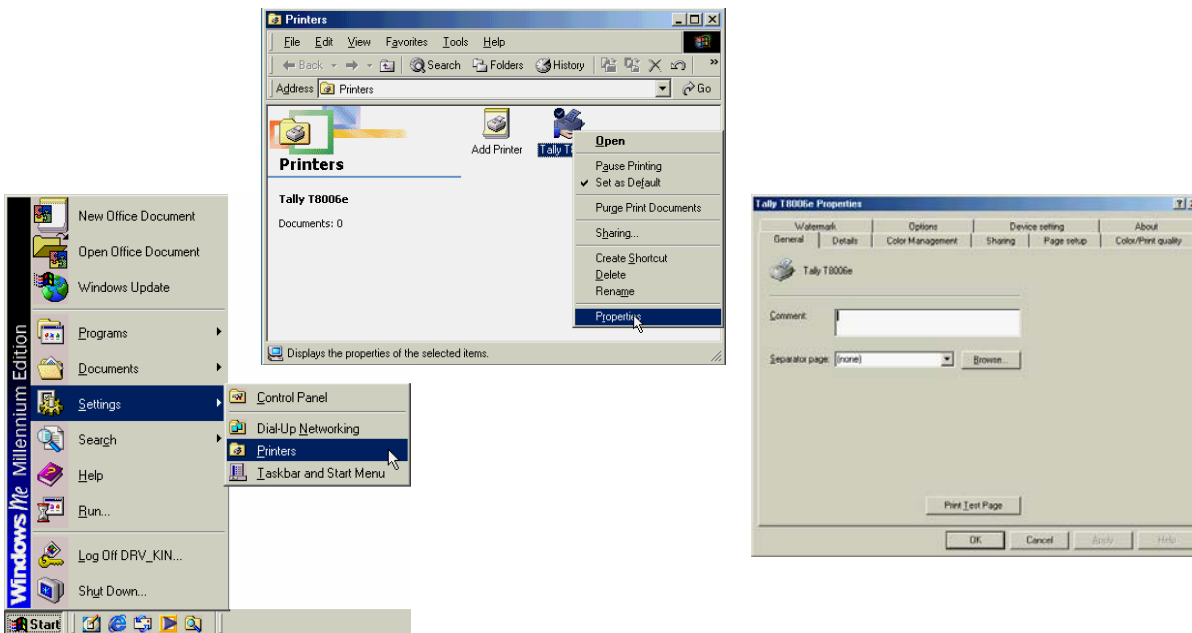 Printers
File Edit View Favorites Tools Help
Back Search Folders History »
Address Printers Go
Printers
Tally T8006e
Documents: 0
Add Printer
Tally T8
Open
Pause Printing
Set as Default
Purge Print Documents
Sharing...
Create Shortcut
Delete
Rename
Properties
Displays the properties of the selected items.
Windows Me Millennium Edition
New Office Document
Open Office Document
Windows Update
Programs
Documents
Settings
Search
Help
Run...
Log Off DRV_KIN...
Shut Down...
Start
Control Panel
Dial-Up Networking
Printers
Taskbar and Start Menu
Tally T8006e Properties
Watermark Options Device setting About
General Details Color Management Sharing Page setup Color/Print quality
Tally T8006e
Comment:
Separator page: (none) Browse...
Print Test Page
OK Cancel Apply Help